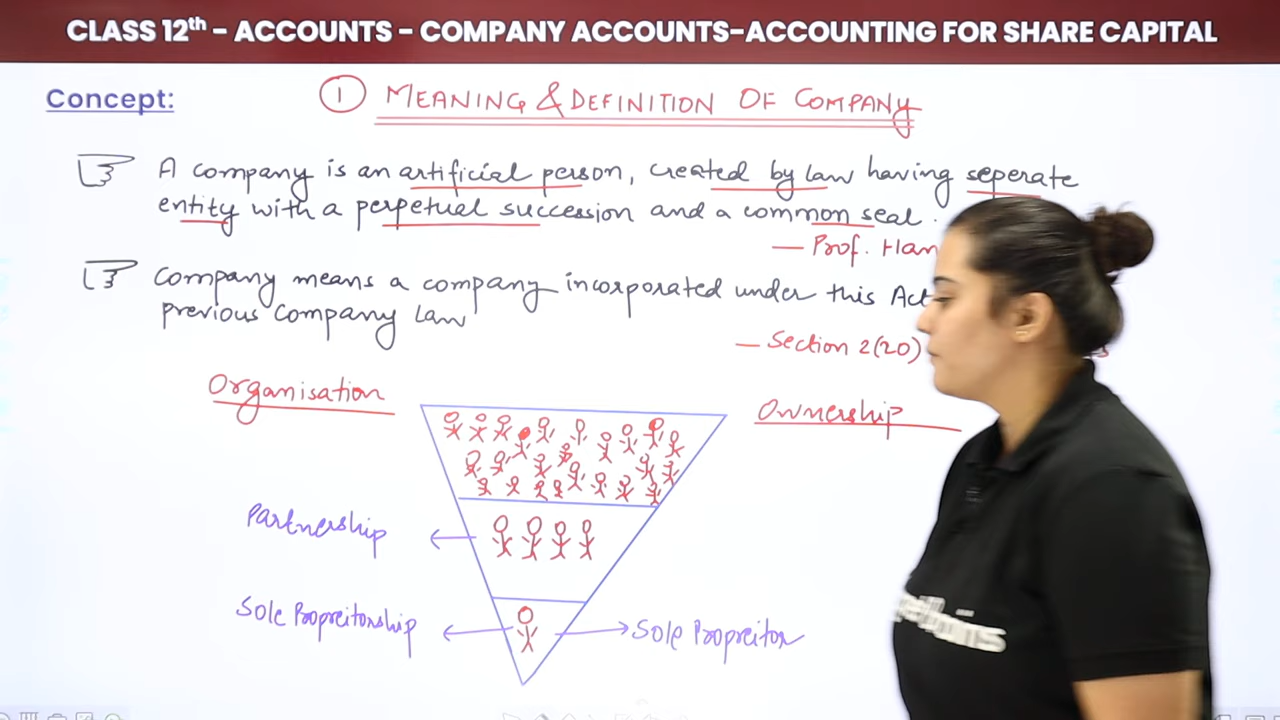 CLASS 12th - ACCOUNTS - COMPANY ACCOUNTS-ACCOUNTING FOR SHARE CAPITAL
Concept:
1 MEANING & DEFINITION OF COMPANY
A company is an artificial person, created by law having seperate
entity with a perpetual succession and a common seal.
— Prof. Han
Company means a company incorporated under this Act
previous Company Law
— Section 2(20)
Organisation
Ownership
Partnership
Sole Propreitorship
Sole Propreitor